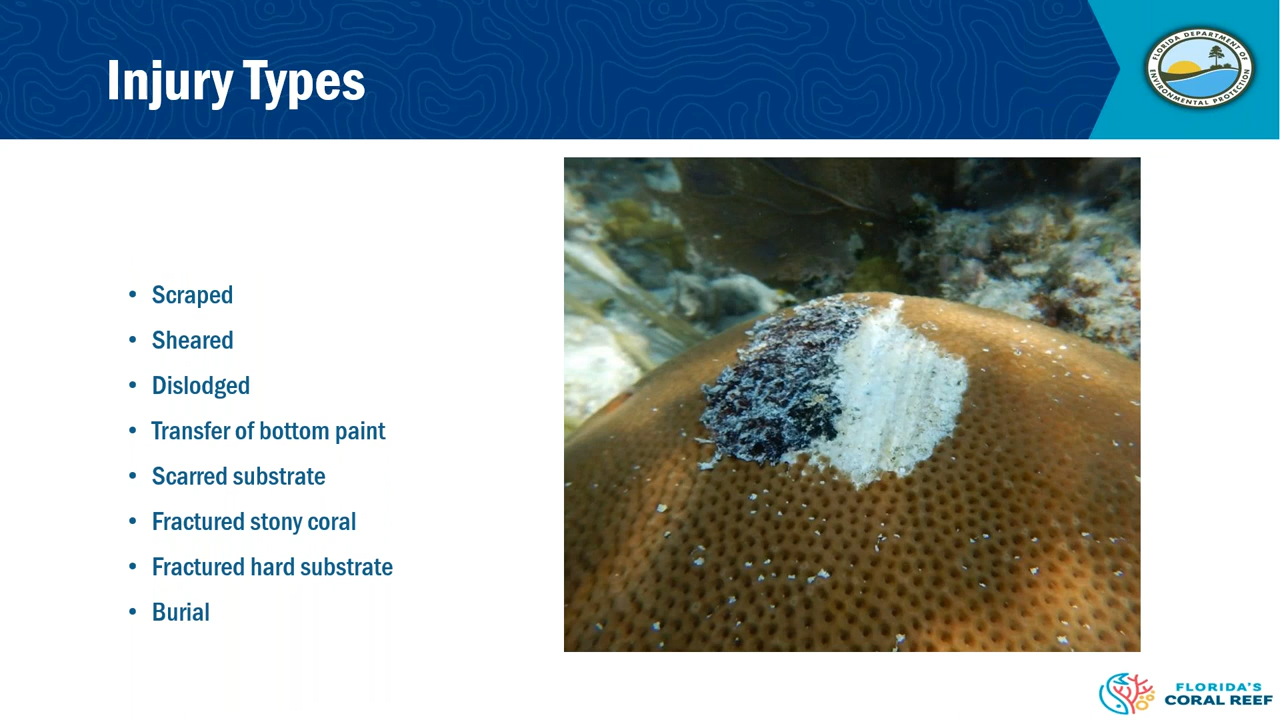 Injury Types
FLORIDA DEPARTMENT OF
ENVIRONMENTAL PROTECTION
• Scraped
• Sheared
• Dislodged
• Transfer of bottom paint
• Scarred substrate
• Fractured stony coral
• Fractured hard substrate
• Burial
FLORIDA'S
CORAL REEF